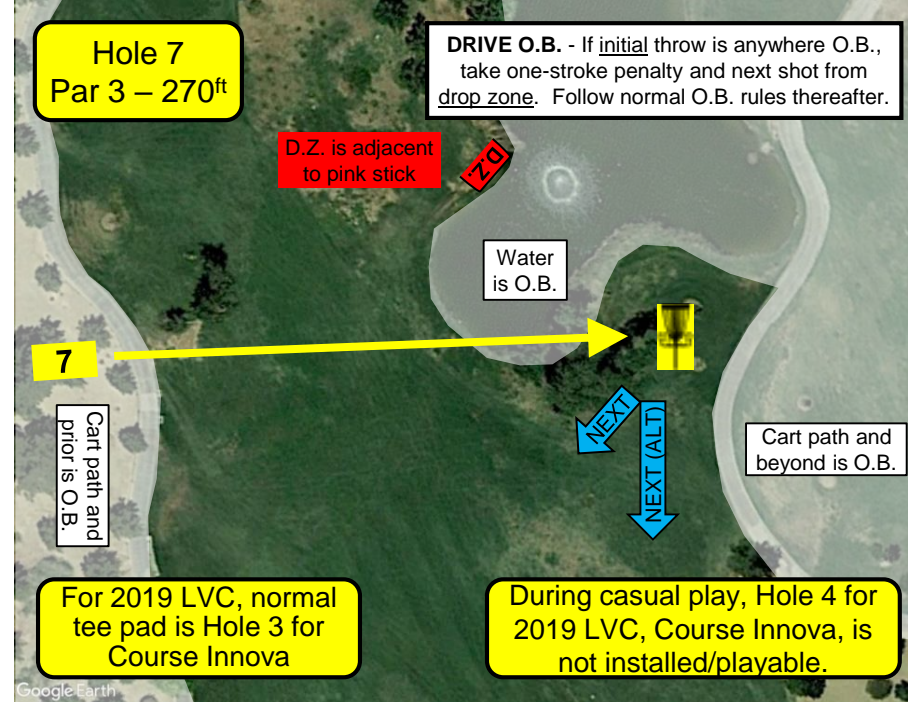 Hole 7
Par 3 – 270ft
DRIVE O.B. - If initial throw is anywhere O.B.,
take one-stroke penalty and next shot from
drop zone. Follow normal O.B. rules thereafter.
D.Z. is adjacent
to pink stick
D.Z.
Water
is O.B.
7
Cart path and
prior is O.B.
NEXT
NEXT (ALT)
Cart path and
beyond is O.B.
For 2019 LVC, normal
tee pad is Hole 3 for
Course Innova
During casual play, Hole 4 for
2019 LVC, Course Innova, is
not installed/playable.
Google Earth